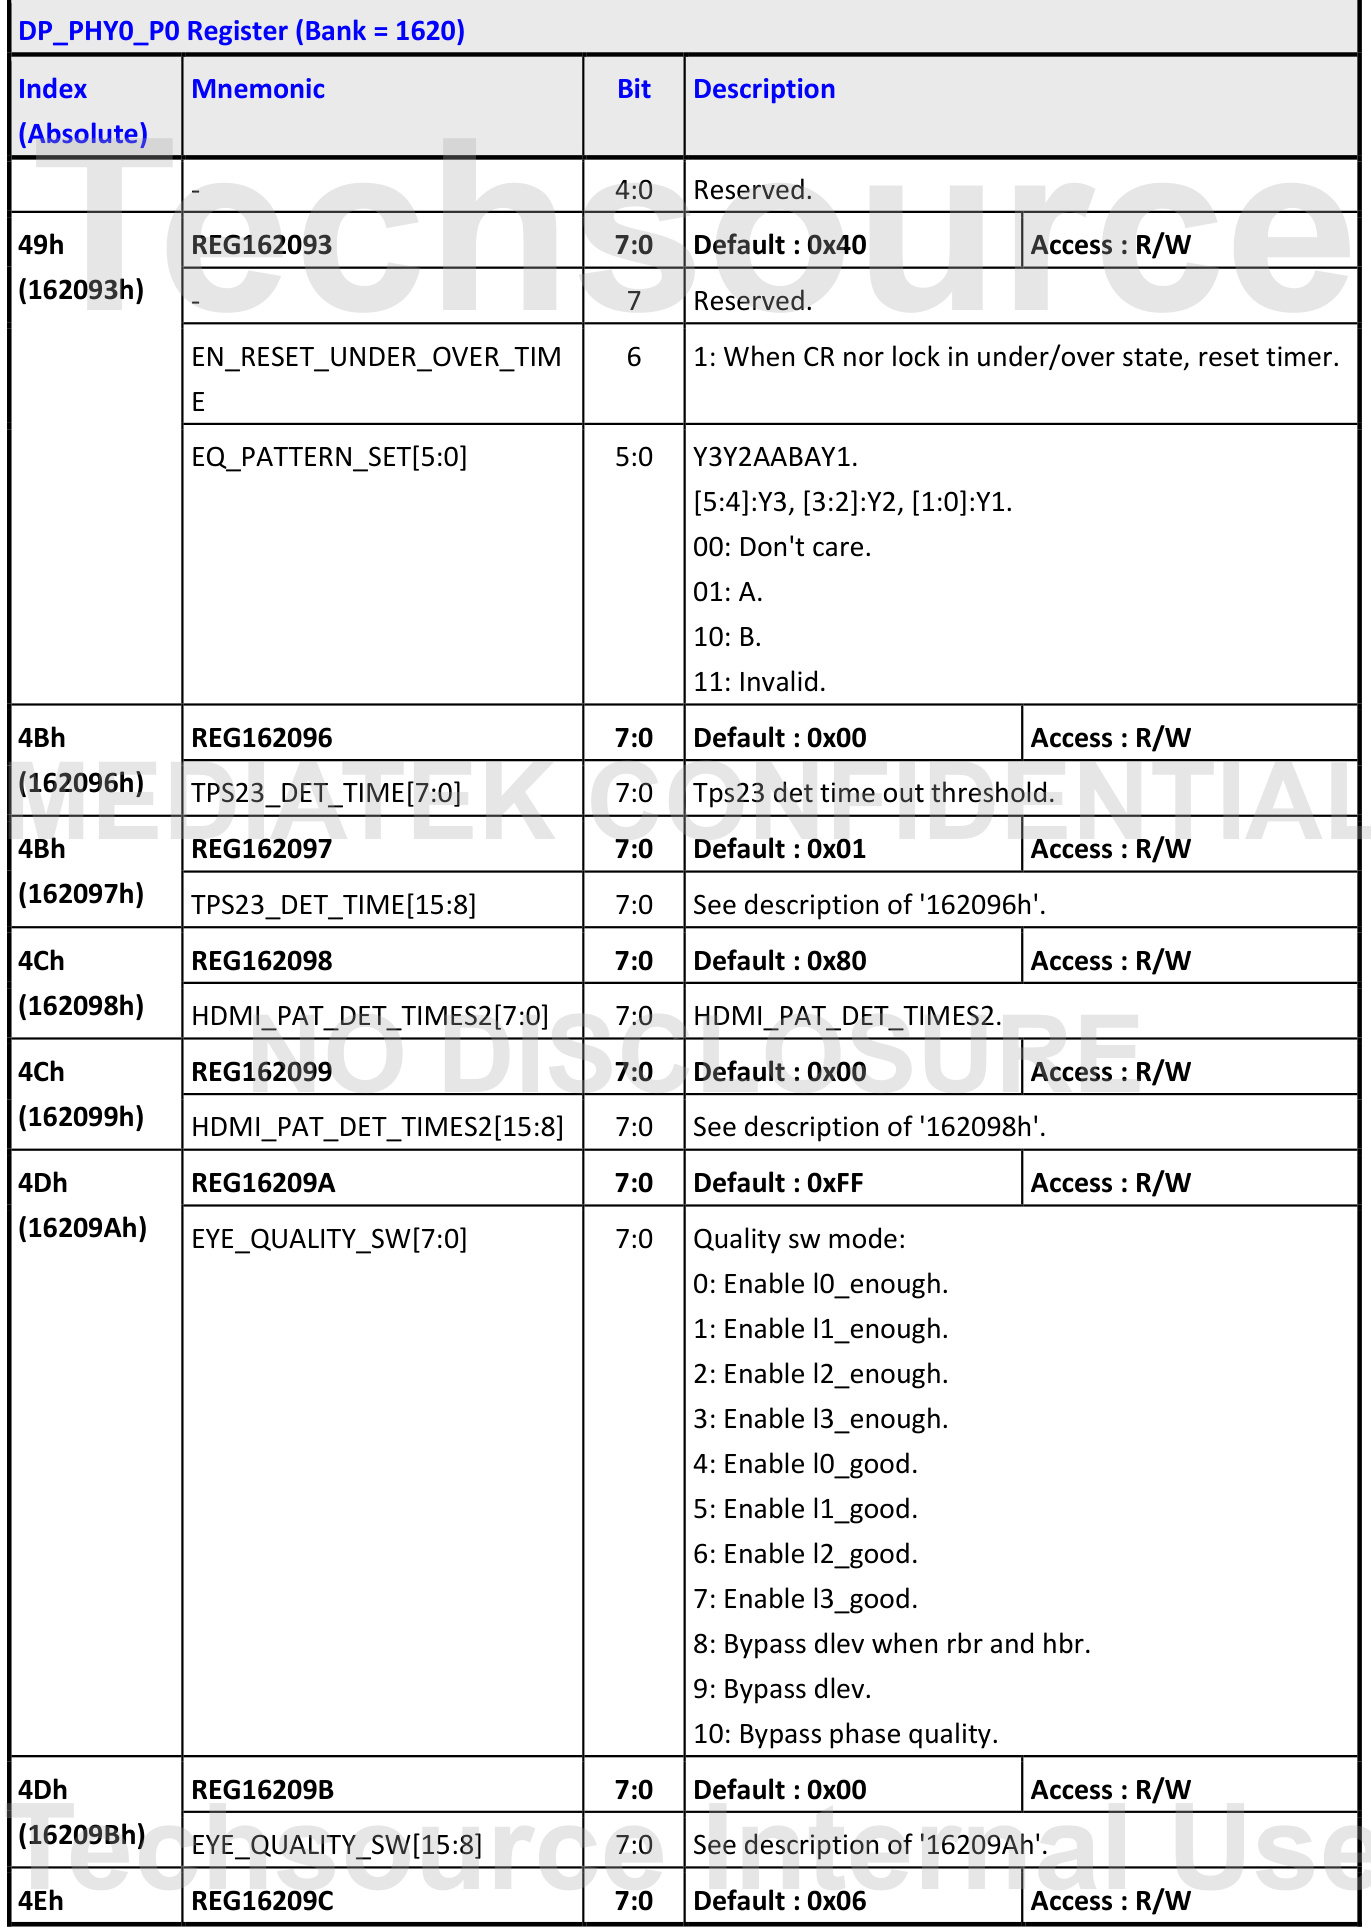 DP_PHY0_P0 Register (Bank = 1620)
Index
(Absolute)
Mnemonic
Bit
Description
-
4:0
Reserved.
49h
(162093h)
REG162093
7:0
Default : 0x40
Access : R/W
-
7
Reserved.
EN_RESET_UNDER_OVER_TIM
E
6
1: When CR nor lock in under/over state, reset timer.
EQ_PATTERN_SET[5:0]
5:0
Y3Y2AABAY1.
[5:4]:Y3, [3:2]:Y2, [1:0]:Y1.
00: Don't care.
01: A.
10: B.
11: Invalid.
4Bh
(162096h)
REG162096
7:0
Default : 0x00
Access : R/W
TPS23_DET_TIME[7:0]
7:0
Tps23 det time out threshold.
4Bh
(162097h)
REG162097
7:0
Default : 0x01
Access : R/W
TPS23_DET_TIME[15:8]
7:0
See description of '162096h'.
4Ch
(162098h)
REG162098
7:0
Default : 0x80
Access : R/W
HDMI_PAT_DET_TIMES2[7:0]
7:0
HDMI_PAT_DET_TIMES2.
4Ch
(162099h)
REG162099
7:0
Default : 0x00
Access : R/W
HDMI_PAT_DET_TIMES2[15:8]
7:0
See description of '162098h'.
4Dh
(16209Ah)
REG16209A
7:0
Default : 0xFF
Access : R/W
EYE_QUALITY_SW[7:0]
7:0
Quality sw mode:
0: Enable l0_enough.
1: Enable l1_enough.
2: Enable l2_enough.
3: Enable l3_enough.
4: Enable l0_good.
5: Enable l1_good.
6: Enable l2_good.
7: Enable l3_good.
8: Bypass dlev when rbr and hbr.
9: Bypass dlev.
10: Bypass phase quality.
4Dh
(16209Bh)
REG16209B
7:0
Default : 0x00
Access : R/W
EYE_QUALITY_SW[15:8]
7:0
See description of '16209Ah'.
4Eh
REG16209C
7:0
Default : 0x06
Access : R/W
Techsource
MEDIATEK CONFIDENTIAL
NO DISCLOSURE
Techsource Internal Use